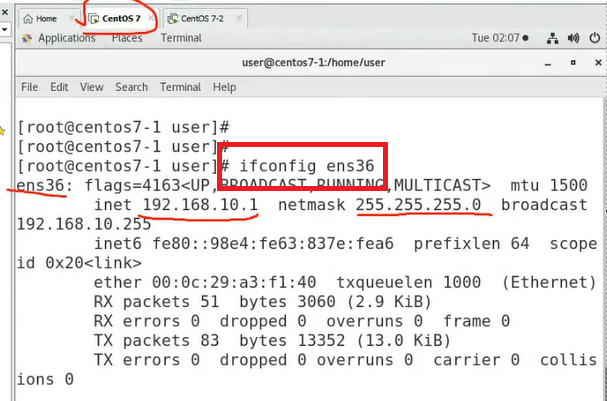 Home CentOS 7 CentOS 7-2
Applications Places Terminal Tue 02:07
user@centos7-1:/home/user
File Edit View Search Terminal Help
[root@centos7-1 user]#
[root@centos7-1 user]#
[root@centos7-1 user]# ifconfig ens36
ens36: flags=4163<UP,BROADCAST,RUNNING,MULTICAST> mtu 1500
inet 192.168.10.1 netmask 255.255.255.0 broadcast
192.168.10.255
inet6 fe80::98e4:fe63:837e:fea6 prefixlen 64 scope
id 0x20<link>
ether 00:0c:29:a3:f1:40 txqueuelen 1000 (Ethernet)
RX packets 51 bytes 3060 (2.9 KiB)
RX errors 0 dropped 0 overruns 0 frame 0
TX packets 83 bytes 13352 (13.0 KiB)
TX errors 0 dropped 0 overruns 0 carrier 0 collis
ions 0